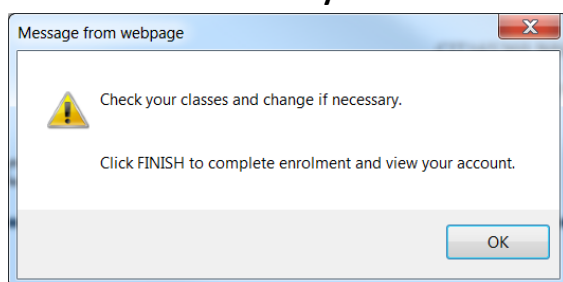 Message from webpage
X
Check your classes and change if necessary.
Click FINISH to complete enrolment and view your account.
OK